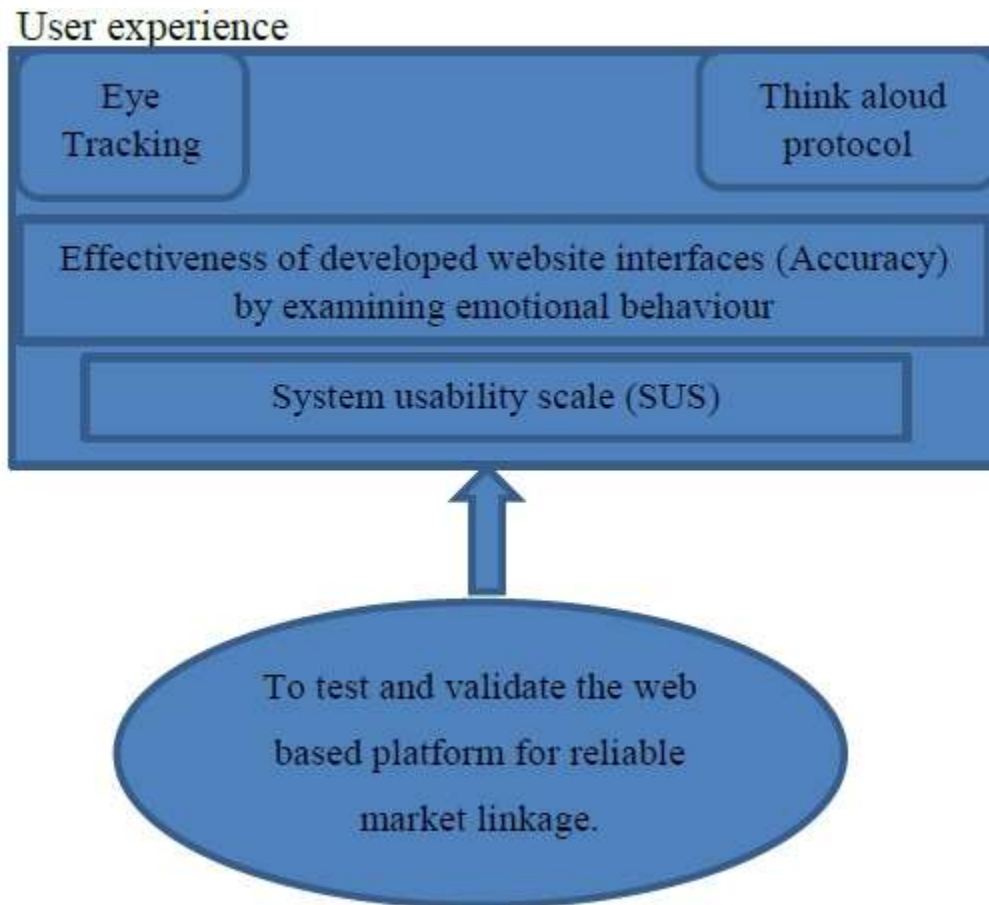 User experience
Eye
Tracking
Think aloud
protocol
Effectiveness of developed website interfaces (Accuracy)
by examining emotional behaviour
System usability scale (SUS)
To test and validate the web
based platform for reliable
market linkage.